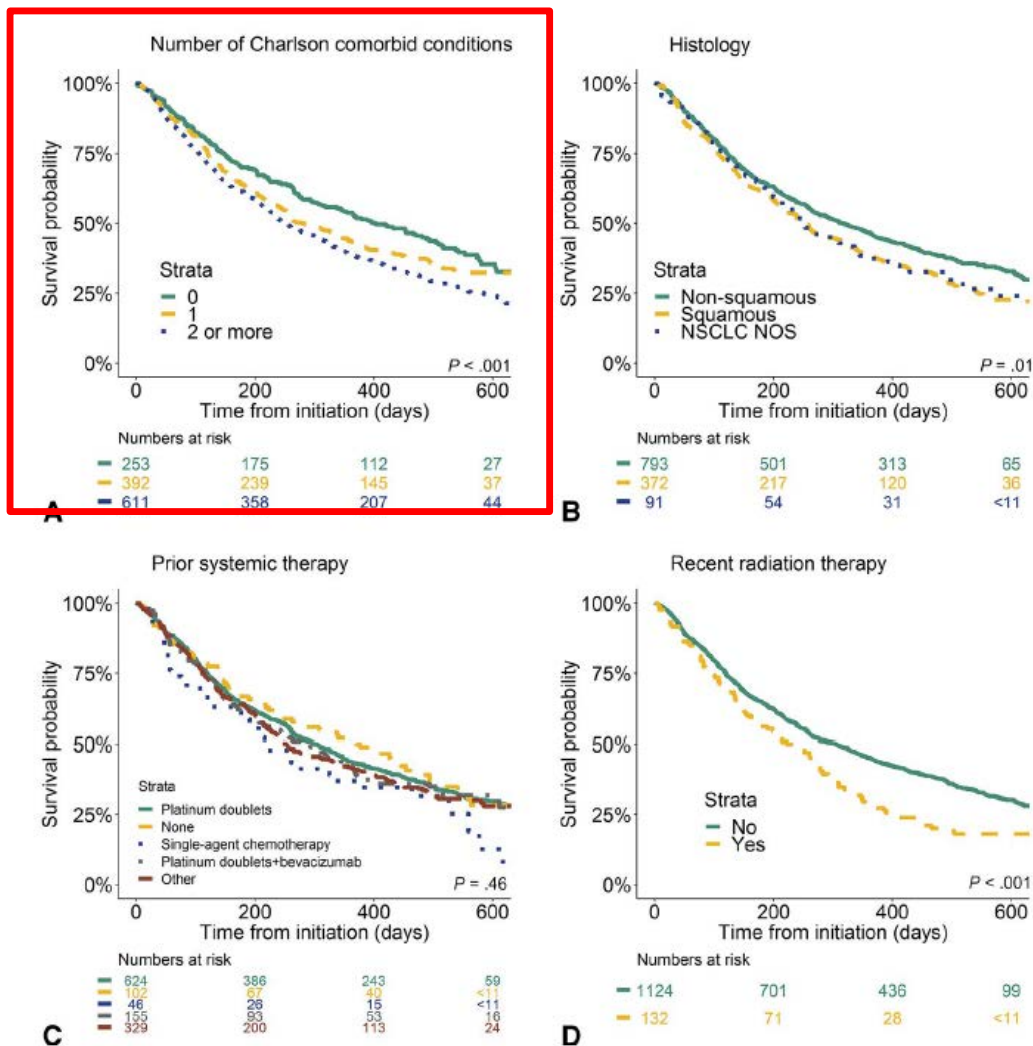 Number of Charlson comorbid conditions
100%
75%
50%
25%
0%
Survival probability
Strata
0
1
2 or more
P < .001
0 200 400 600
Time from initiation (days)
Numbers at risk
253 175 112 27
392 239 145 37
611 358 207 44
A
Histology
100%
75%
50%
25%
0%
Survival probability
Strata
Non-squamous
Squamous
NSCLC NOS
P = .01
0 200 400 600
Time from initiation (days)
Numbers at risk
793 501 313 65
372 217 120 36
91 54 31 <11
B
Prior systemic therapy
100%
75%
50%
25%
0%
Survival probability
Strata
Platinum doublets
None
Single-agent chemotherapy
Platinum doublets+bevacizumab
Other
P = .46
0 200 400 600
Time from initiation (days)
Numbers at risk
624 386 243 59
102 67 40 <11
46 26 15 <11
155 93 53 16
329 200 113 24
C
Recent radiation therapy
100%
75%
50%
25%
0%
Survival probability
Strata
No
Yes
P < .001
0 200 400 600
Time from initiation (days)
Numbers at risk
1124 701 436 99
132 71 28 <11
D